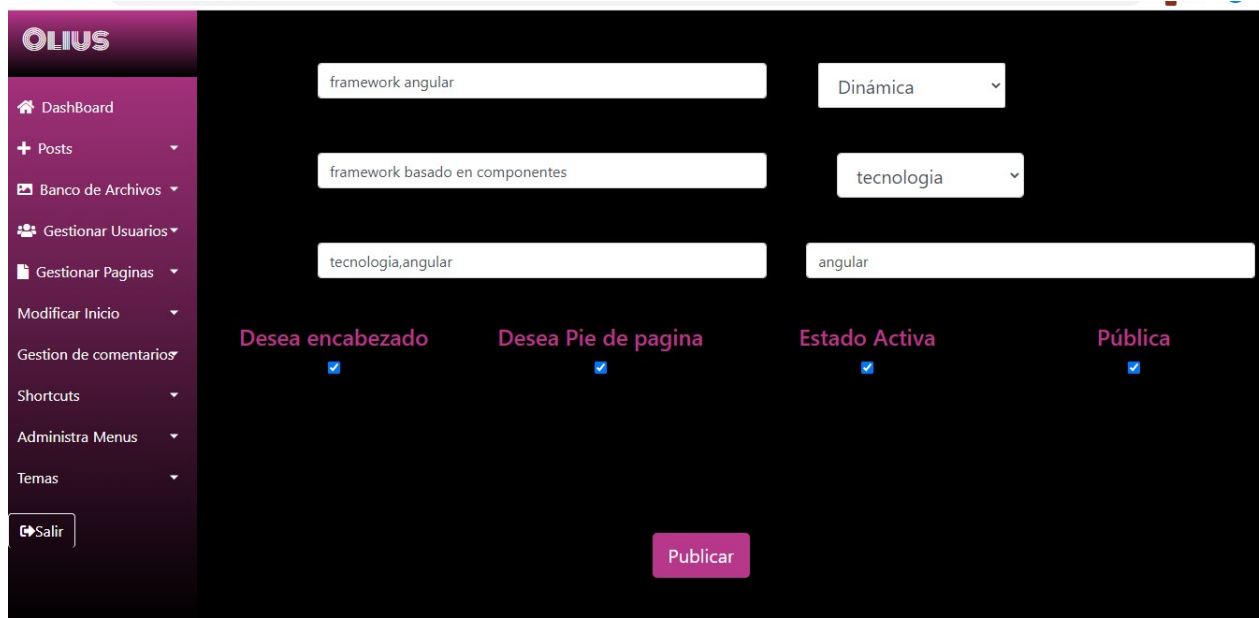 OLIUS
DashBoard
Posts
Banco de Archivos
Gestionar Usuarios
Gestionar Paginas
Modificar Inicio
Gestion de comentarios
Shortcuts
Administra Menus
Temas
Salir
framework angular
Dinámica
framework basado en componentes
tecnologia
tecnologia,angular
angular
Desea encabezado
Desea Pie de pagina
Estado Activa
Pública
Publicar